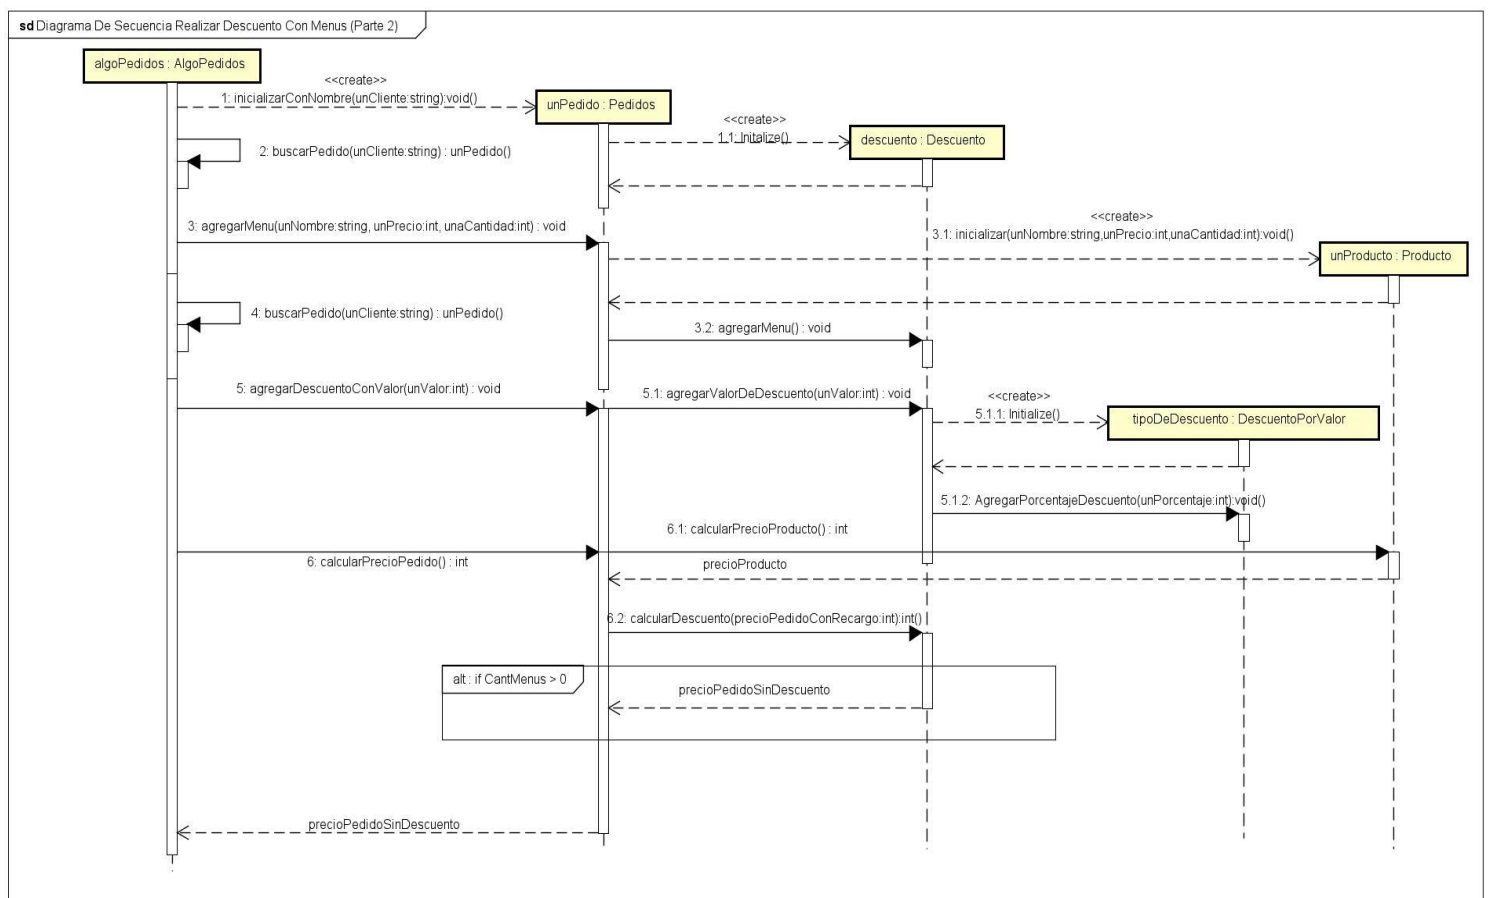 sd Diagrama De Secuencia Realizar Descuento Con Menus (Parte 2)
algoPedidos : AlgoPedidos
<<create>>
1: inicializarConNombre(unCliente:string):void()
unPedido : Pedidos
<<create>>
1.1: Initalize()
descuento : Descuento
2: buscarPedido(unCliente:string) : unPedido()
3: agregarMenu(unNombre:string, unPrecio:int, unaCantidad:int) : void
<<create>>
3.1: inicializar(unNombre:string,unPrecio:int,unaCantidad:int):void()
unProducto : Producto
4: buscarPedido(unCliente:string) : unPedido()
3.2: agregarMenu() : void
5: agregarDescuentoConValor(unValor:int) : void
5.1: agregarValorDeDescuento(unValor:int) : void
<<create>>
5.1.1: Initialize()
tipoDeDescuento : DescuentoPorValor
5.1.2: AgregarPorcentajeDescuento(unPorcentaje:int):void()
6.1: calcularPrecioProducto() : int
6: calcularPrecioPedido() : int
precioProducto
6.2: calcularDescuento(precioPedidoConRecargo:int):int()
alt : if CantMenus > 0
precioPedidoSinDescuento
precioPedidoSinDescuento